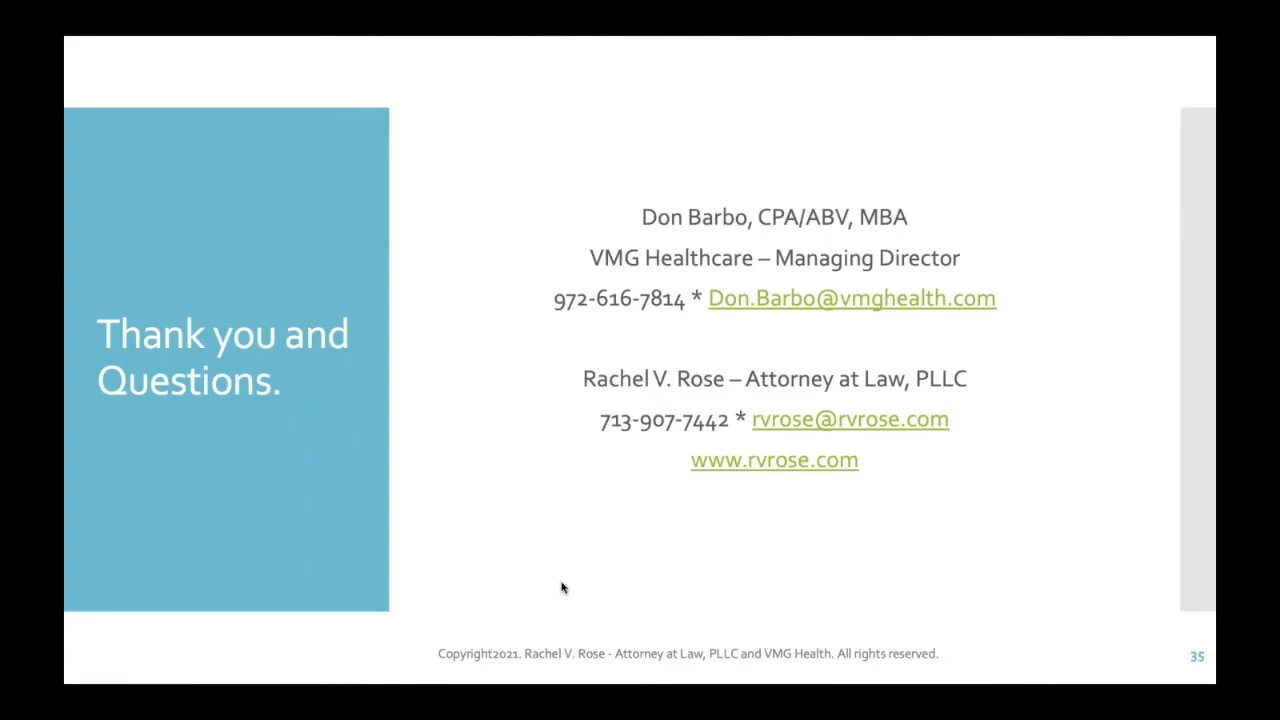 Thank you and
Questions.
Don Barbo, CPA/ABV, MBA
VMG Healthcare – Managing Director
972-616-7814 * Don.Barbo@vmghealth.com
Rachel V. Rose – Attorney at Law, PLLC
713-907-7442 * rvrose@rvrose.com
www.rvrose.com
Copyright2021. Rachel V. Rose - Attorney at Law, PLLC and VMG Health. All rights reserved.
35